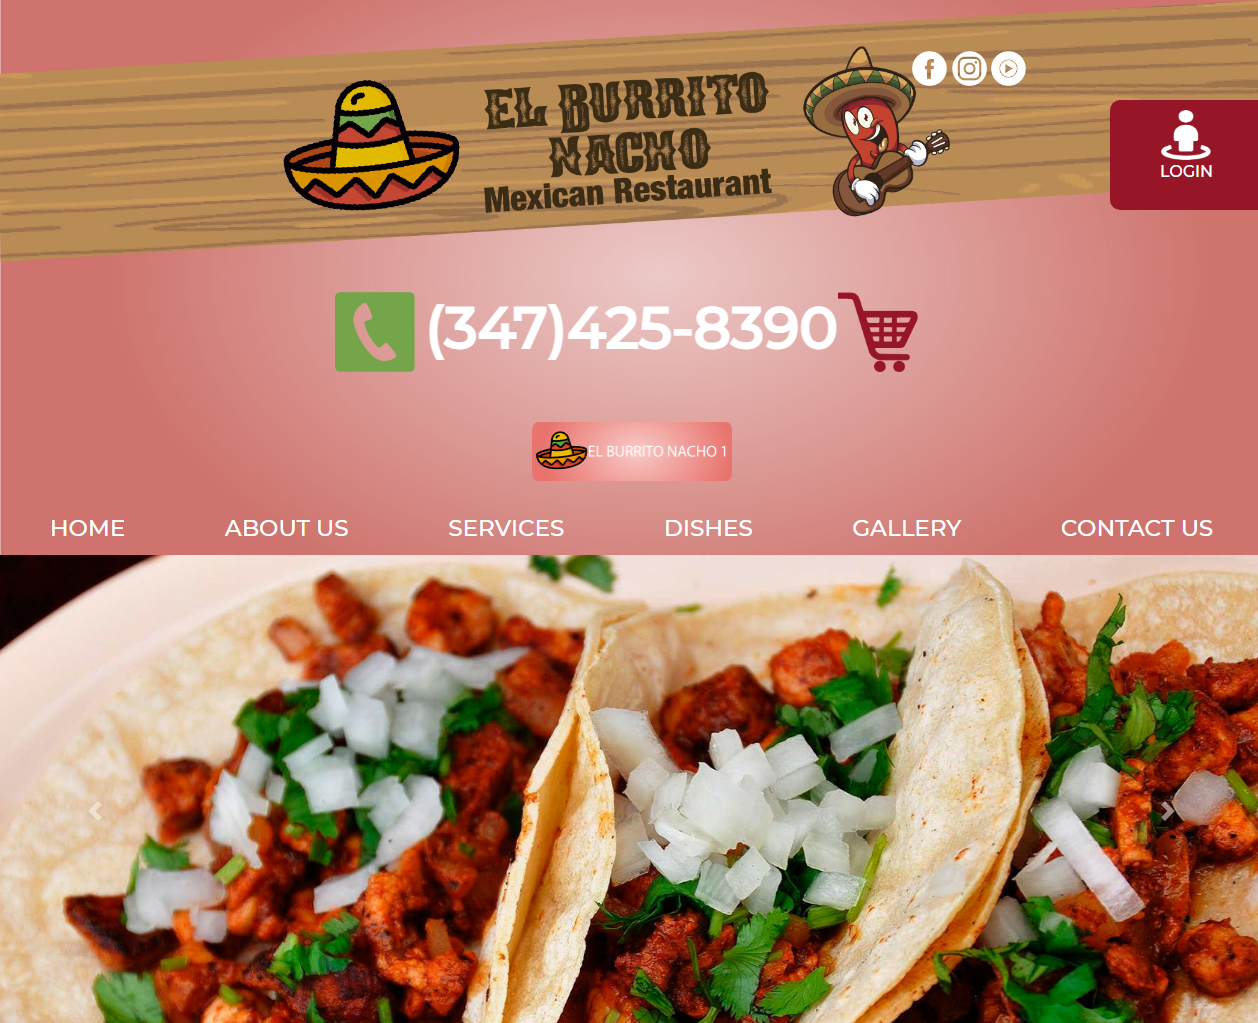 EL BURRITO
NACHO
Mexican Restaurant
LOGIN
(347)425-8390
EL BURRITO NACHO 1
HOME ABOUT US SERVICES DISHES GALLERY CONTACT US